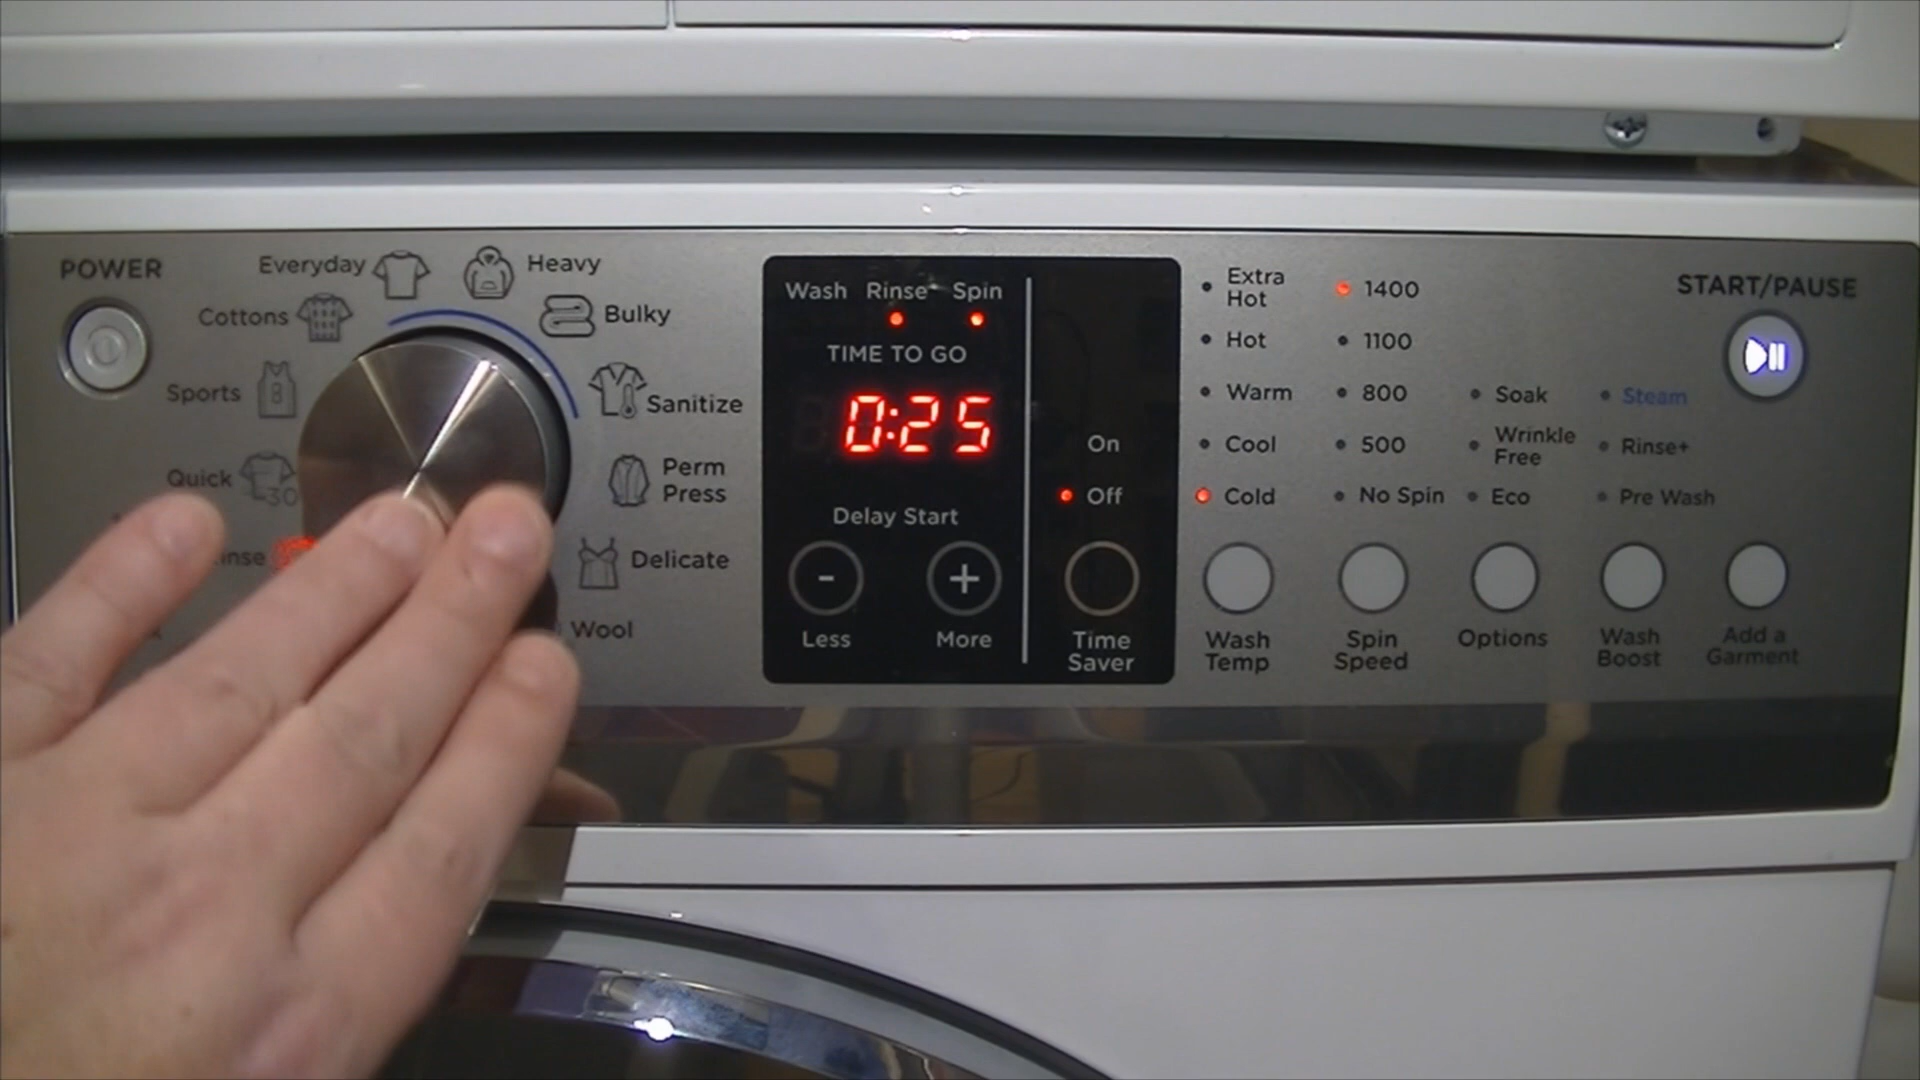 POWER
Everyday
Heavy
Cottons
Bulky
Sports
8
Sanitize
Quick
30
Perm
Press
Delicate
Wool
Wash Rinse Spin
TIME TO GO
0:25
Delay Start
-
+
Less
More
On
Off
Time
Saver
Extra
Hot
Hot
Warm
Cool
Cold
Wash
Temp
1400
1100
800
500
No Spin
Spin
Speed
Soak
Wrinkle
Free
Eco
Options
Steam
Rinse+
Pre Wash
Wash
Boost
Add a
Garment
START/PAUSE